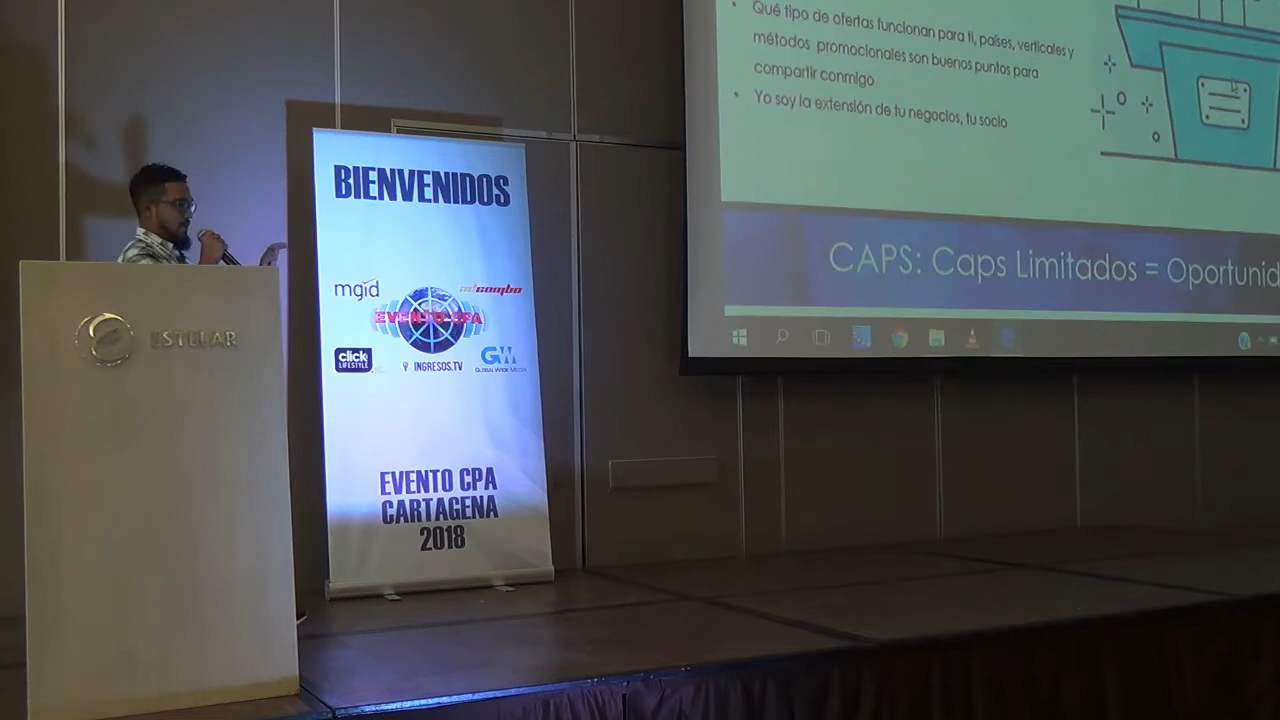 Qué tipo de ofertas funcionan para ti, países, verticales y
métodos promocionales son buenos puntos para
compartir conmigo
Yo soy la extensión de tu negocios, tu socio
CAPS: Caps Limitados = Oportunid
BIENVENIDOS
mgid
adcombo
EVENTO CPA
click
LIFESTYLE
INGRESOS.TV
GW
GLOBAL WIDE MEDIA
EVENTO CPA
CARTAGENA
2018
ESTELAR